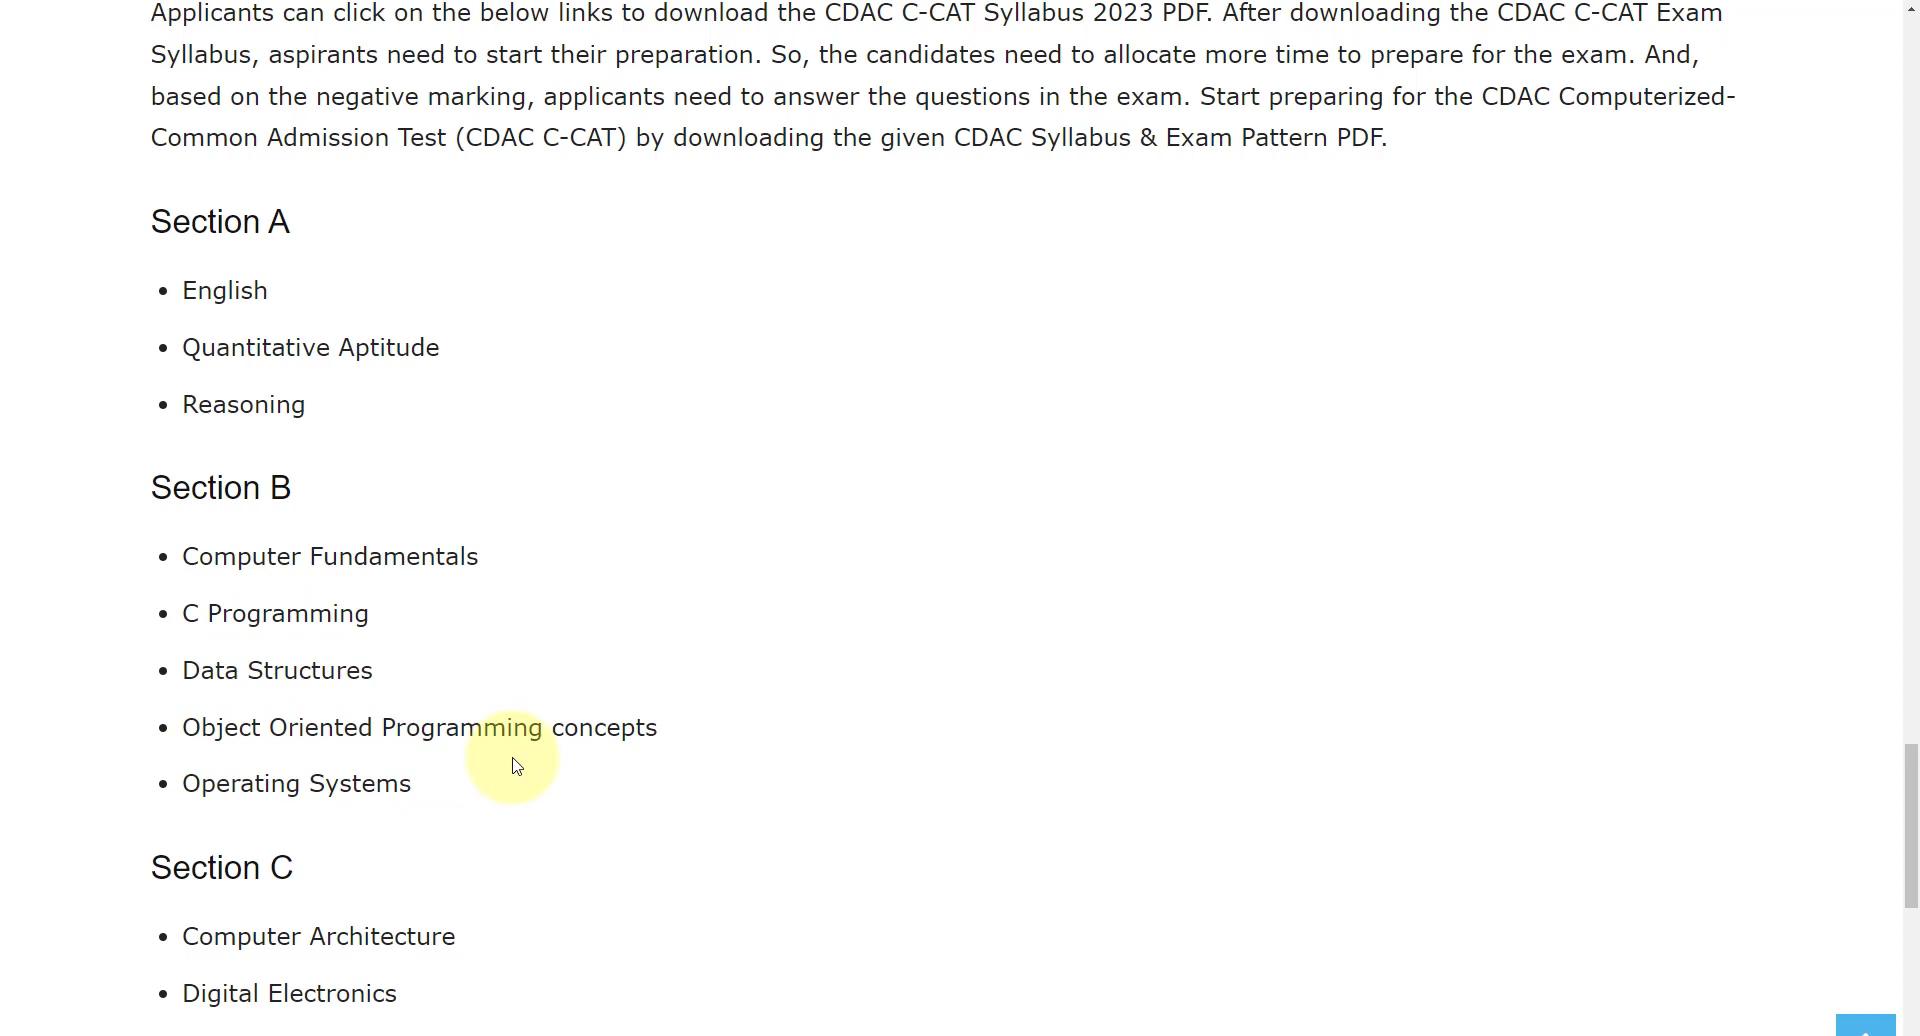 Applicants can click on the below links to download the CDAC C-CAT Syllabus 2023 PDF. After downloading the CDAC C-CAT Exam
Syllabus, aspirants need to start their preparation. So, the candidates need to allocate more time to prepare for the exam. And,
based on the negative marking, applicants need to answer the questions in the exam. Start preparing for the CDAC Computerized-
Common Admission Test (CDAC C-CAT) by downloading the given CDAC Syllabus & Exam Pattern PDF.
Section A
• English
• Quantitative Aptitude
• Reasoning
Section B
• Computer Fundamentals
• C Programming
• Data Structures
• Object Oriented Programming concepts
• Operating Systems
Section C
• Computer Architecture
• Digital Electronics